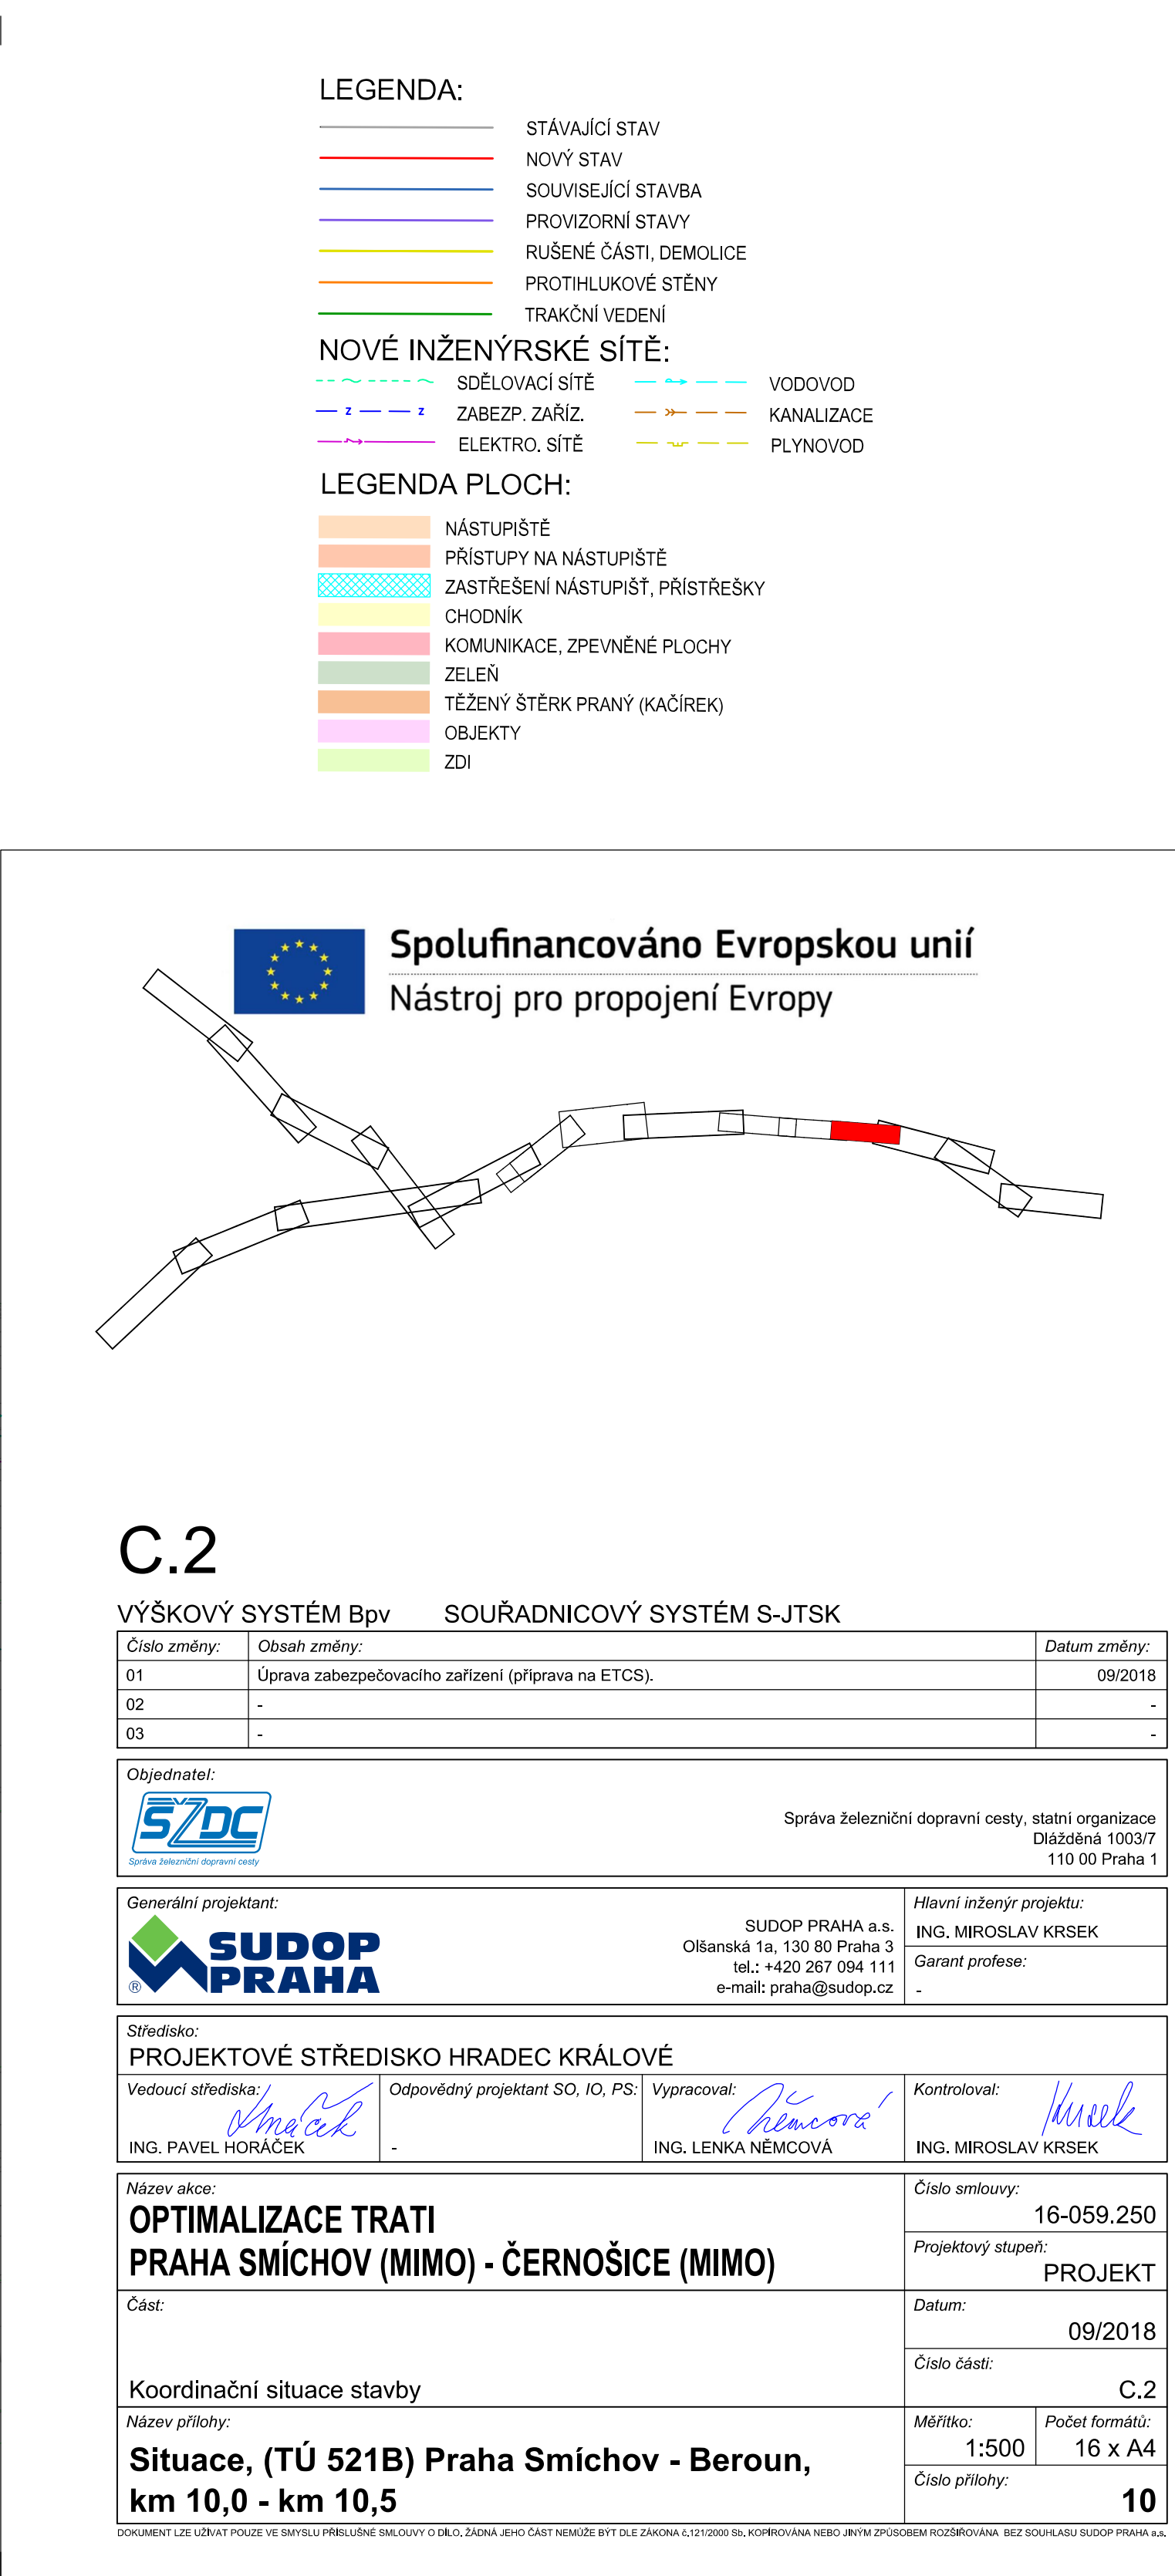 LEGENDA:
STÁVAJÍCÍ STAV
NOVÝ STAV
SOUVISEJÍCÍ STAVBA
PROVIZORNÍ STAVY
RUŠENÉ ČÁSTI, DEMOLICE
PROTIHLUKOVÉ STĚNY
TRAKČNÍ VEDENÍ
NOVÉ INŽENÝRSKÉ SÍTĚ:
SDĚLOVACÍ SÍTĚ VODOVOD
Z Z ZABEZP. ZAŘÍZ. KANALIZACE
ELEKTRO. SÍTĚ PLYNOVOD
LEGENDA PLOCH:
NÁSTUPIŠTĚ
PŘÍSTUPY NA NÁSTUPIŠTĚ
ZASTŘEŠENÍ NÁSTUPIŠŤ, PŘÍSTŘEŠKY
CHODNÍK
KOMUNIKACE, ZPEVNĚNÉ PLOCHY
ZELEŇ
TĚŽENÝ ŠTĚRK PRANÝ (KAČÍREK)
OBJEKTY
ZDI
Spolufinancováno Evropskou unií
Nástroj pro propojení Evropy
C.2
VÝŠKOVÝ SYSTÉM Bpv SOUŘADNICOVÝ SYSTÉM S-JTSK
Číslo změny: Obsah změny: Datum změny:
01 Úprava zabezpečovacího zařízení (příprava na ETCS). 09/2018
02 - -
03 - -
Objednatel:
SŽDC
Správa železniční dopravní cesty
Správa železniční dopravní cesty, statní organizace
Dlážděná 1003/7
110 00 Praha 1
Generální projektant:
SUDOP
PRAHA
®
SUDOP PRAHA a.s.
Olšanská 1a, 130 80 Praha 3
tel.: +420 267 094 111
e-mail: praha@sudop.cz
Hlavní inženýr projektu:
ING. MIROSLAV KRSEK
Garant profese:
-
Středisko:
PROJEKTOVÉ STŘEDISKO HRADEC KRÁLOVÉ
Vedoucí střediska: Odpovědný projektant SO, IO, PS: Vypracoval: Kontroloval:
Horáček Němcová Krsek
ING. PAVEL HORÁČEK - ING. LENKA NĚMCOVÁ ING. MIROSLAV KRSEK
Název akce:
OPTIMALIZACE TRATI
PRAHA SMÍCHOV (MIMO) - ČERNOŠICE (MIMO)
Číslo smlouvy:
16-059.250
Projektový stupeň:
PROJEKT
Část:
Koordinační situace stavby
Datum:
09/2018
Číslo části:
C.2
Název přílohy:
Situace, (TÚ 521B) Praha Smíchov - Beroun,
km 10,0 - km 10,5
Měřítko: Počet formátů:
1:500 16 x A4
Číslo přílohy:
10
DOKUMENT LZE UŽÍVAT POUZE VE SMYSLU PŘÍSLUŠNÉ SMLOUVY O DÍLO, ŽÁDNÁ JEHO ČÁST NEMŮŽE BÝT DLE ZÁKONA č.121/2000 Sb. KOPÍROVÁNA NEBO JINÝM ZPŮSOBEM ROZŠIŘOVÁNA BEZ SOUHLASU SUDOP PRAHA a.s.